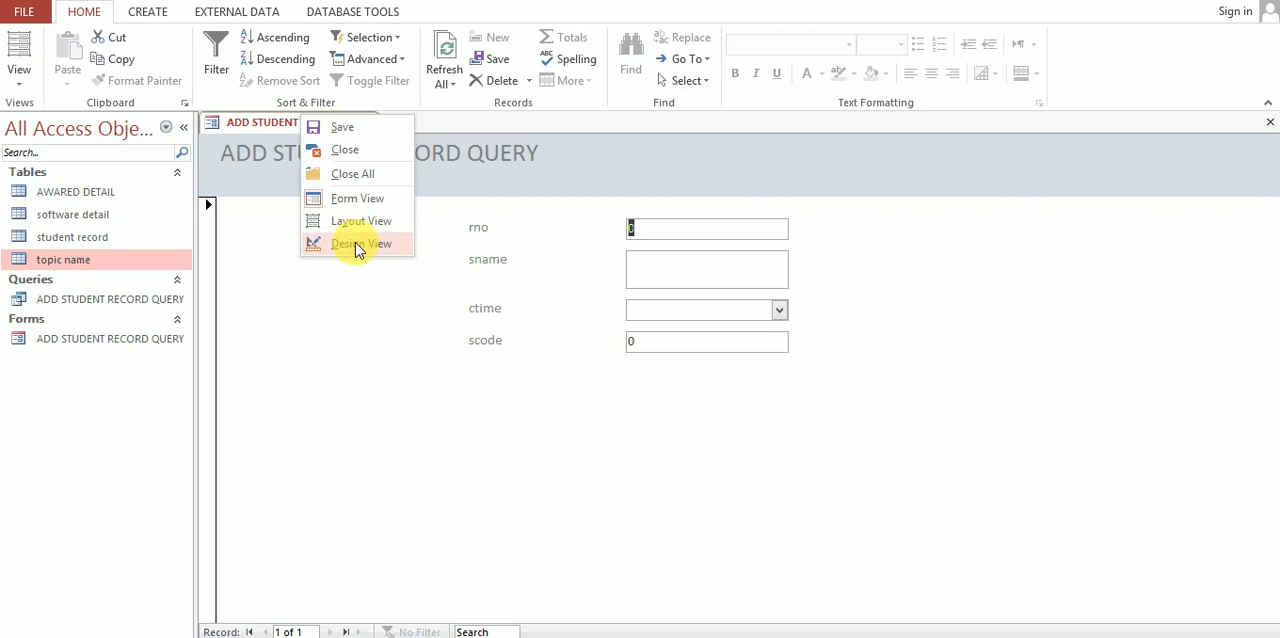 FILE HOME CREATE EXTERNAL DATA DATABASE TOOLS Sign in
View
Views
Paste
Cut
Copy
Format Painter
Clipboard
Filter
Ascending
Descending
Remove Sort
Selection
Advanced
Toggle Filter
Sort & Filter
Refresh
All
New
Save
Delete
Totals
Spelling
More
Records
Find
Replace
Go To
Select
Find
B I U A
Text Formatting
All Access Obje...
Search...
Tables
AWARED DETAIL
software detail
student record
topic name
Queries
ADD STUDENT RECORD QUERY
Forms
ADD STUDENT RECORD QUERY
ADD STUDENT
Save
Close
Close All
Form View
Layout View
Design View
ADD STU ORD QUERY
rno 0
sname
ctime
scode 0
Record: 1 of 1 No Filter Search